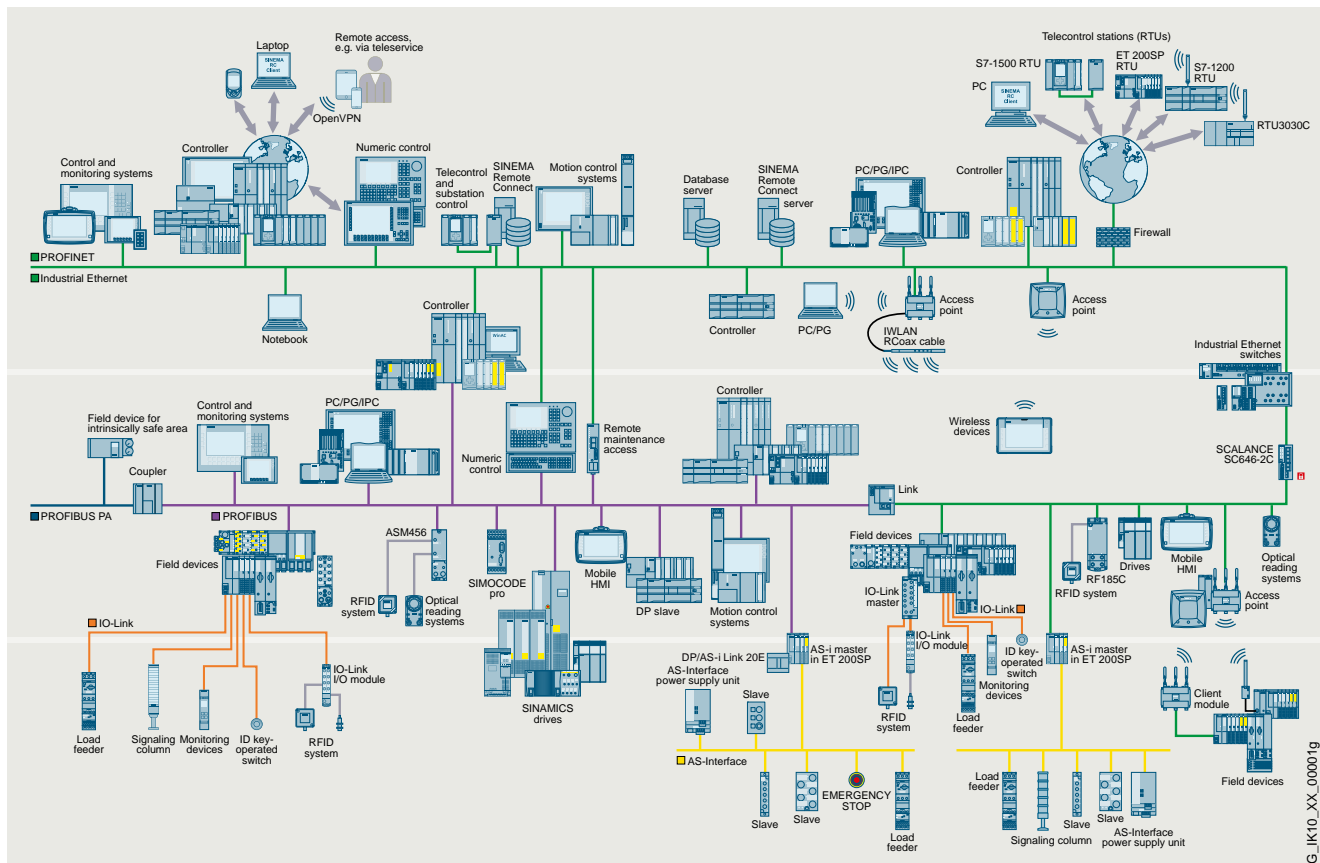 Laptop
SINEMA
RC
Client
Remote access,
e.g. via teleservice
OpenVPN
Telecontrol stations (RTUs)
S7-1500 RTU
ET 200SP
RTU
S7-1200
RTU
PC
SINEMA
RC
Client
RTU3030C
Control and
monitoring systems
Controller
Numeric control
Telecontrol
and
substation
control
SINEMA
Remote
Connect
Motion control
systems
Database
server
SINEMA
Remote
Connect
server
PC/PG/IPC
Controller
Firewall
PROFINET
Industrial Ethernet
Notebook
Controller
WinAC
Controller
PC/PG
Access
point
IWLAN
RCoax cable
Access
point
Industrial Ethernet
switches
Field device for
intrinsically safe area
Control and
monitoring systems
PC/PG/IPC
Numeric
control
Remote
maintenance
access
Controller
Wireless
devices
SCALANCE
SC646-2C
Coupler
Link
PROFIBUS PA
PROFIBUS
Field devices
ASM456
RFID
system
Optical
reading
systems
SIMOCODE
pro
Mobile
HMI
DP slave
Motion control
systems
Field devices
IO-Link
master
RF185C
RFID system
Drives
Mobile
HMI
Optical
reading
systems
Access
point
IO-Link
IO-Link
I/O module
Load
feeder
Signaling
column
Monitoring
devices
ID key-
operated
switch
RFID
system
SINAMICS
drives
DP/AS-i Link 20E
AS-i master
in ET 200SP
AS-Interface
power supply unit
Slave
IO-Link
IO-Link
I/O module
RFID
system
Load
feeder
Monitoring
devices
ID key-
operated
switch
AS-i master
in ET 200SP
Client
module
Field devices
AS-Interface
Slave
Slave
EMERGENCY
STOP
Load
feeder
Load
feeder
Signaling column
Slave
Slave
AS-Interface
power supply unit
G_IK10_XX_00001g